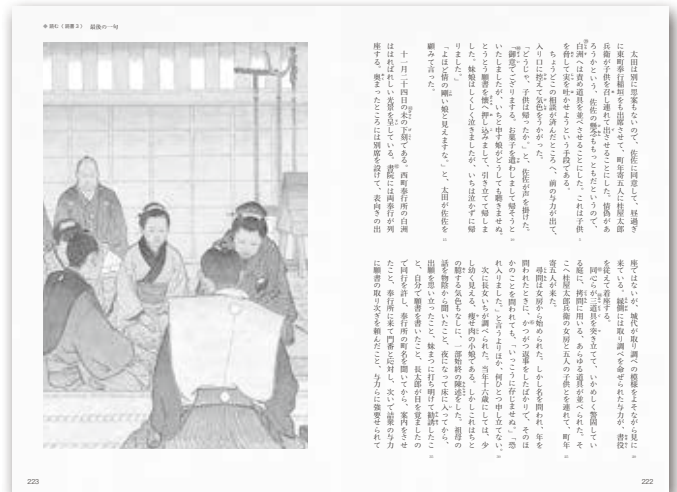 読む〈読書2〉 最後の一句
太田は別に思案もないので、佐佐に同意して、昼過ぎ
に東町奉行稲垣をも出席させて、町年寄五人に桂屋太郎
兵衛が子供を召し連れて出させることにした。情偽があ
ろうかという、佐佐の懸念ももっともだというので、
白洲へは責め道具を並べさせることにした。これは子供
を脅して実を吐かせようという手段である。
ちょうどこの相談が済んだところへ、前の与力が出て、
入り口に控えて気色をうかがった。
「どうじゃ、子供は帰ったか。」と、佐佐が声を掛けた。
「御意でござりまする。お菓子を遣わしまして帰そうと
いたしましたが、いちと申す娘がどうしても聴きませぬ。
とうとう願書を懐へ押し込みまして、引き立てて帰しま
した。妹娘はしくしく泣きましたが、いちは泣かずに帰
りました。」
「よほど情の剛い娘と見えますな。」と、太田が佐佐を
顧みて言った。
十一月二十四日の未の下刻である。西町奉行所の白洲
ははればれしい光景を呈している。書院には両奉行が列
座する。奥まったところには別席を設けて、表向きの出
座ではないが、城代が取り調べの模様をよそながら見に
来ている。縁側には取り調べを命ぜられた与力が、書役
を従えて着座する。
同心らが三道具を突き立てて、いかめしく警固してい
る庭に、拷問に用いる、あらゆる道具が並べられた。そ
こへ桂屋太郎兵衛の女房と五人の子供とを連れて、町年
寄五人が来た。
尋問は女房から始められた。しかし名を問われ、年を
問われたときに、かつがつ返事をしたばかりで、そのほ
かのことを問われても、「いっこうに存じませぬ。」「恐
れ入りました。」と言うよりほか、何ひとつ申し立てない。
次に長女いちが調べられた。当年十六歳にしては、少
し幼く見える、痩せ肉の小娘である。しかしこれはちと
の臆する気色もなしに、一部始終の陳述をした。祖母の
話を物陰から聞いたこと、夜になって床に入ってから、
出願を思い立ったこと、妹まつに打ち明けて勧誘したこ
と、自分で願書を書いたこと、長太郎が目を覚ましたの
で同行を許し、奉行所の町名を聞いてから、案内をさせ
たこと、奉行所に来て門番と応対し、次いで詰衆の与力
に願書の取り次ぎを頼んだこと、与力らに強要せられて
223
222